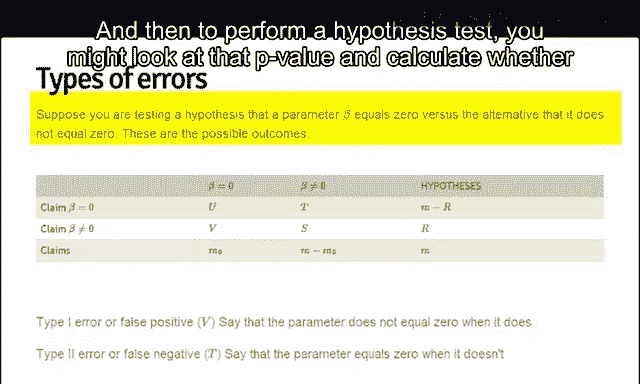 And then to perform a hypothesis test, you
might look at that p-value and calculate whether
Types of errors
Suppose you are testing a hypothesis that a parameter β equals zero versus the alternative that it does
not equal zero. These are the possible outcomes.
β = 0 β ≠ 0 HYPOTHESES
Claim β = 0 U T m − R
Claim β ≠ 0 V S R
Claims m₀ m − m₀ m
Type I error or false positive (V) Say that the parameter does not equal zero when it does
Type II error or false negative (T) Say that the parameter equals zero when it doesn't